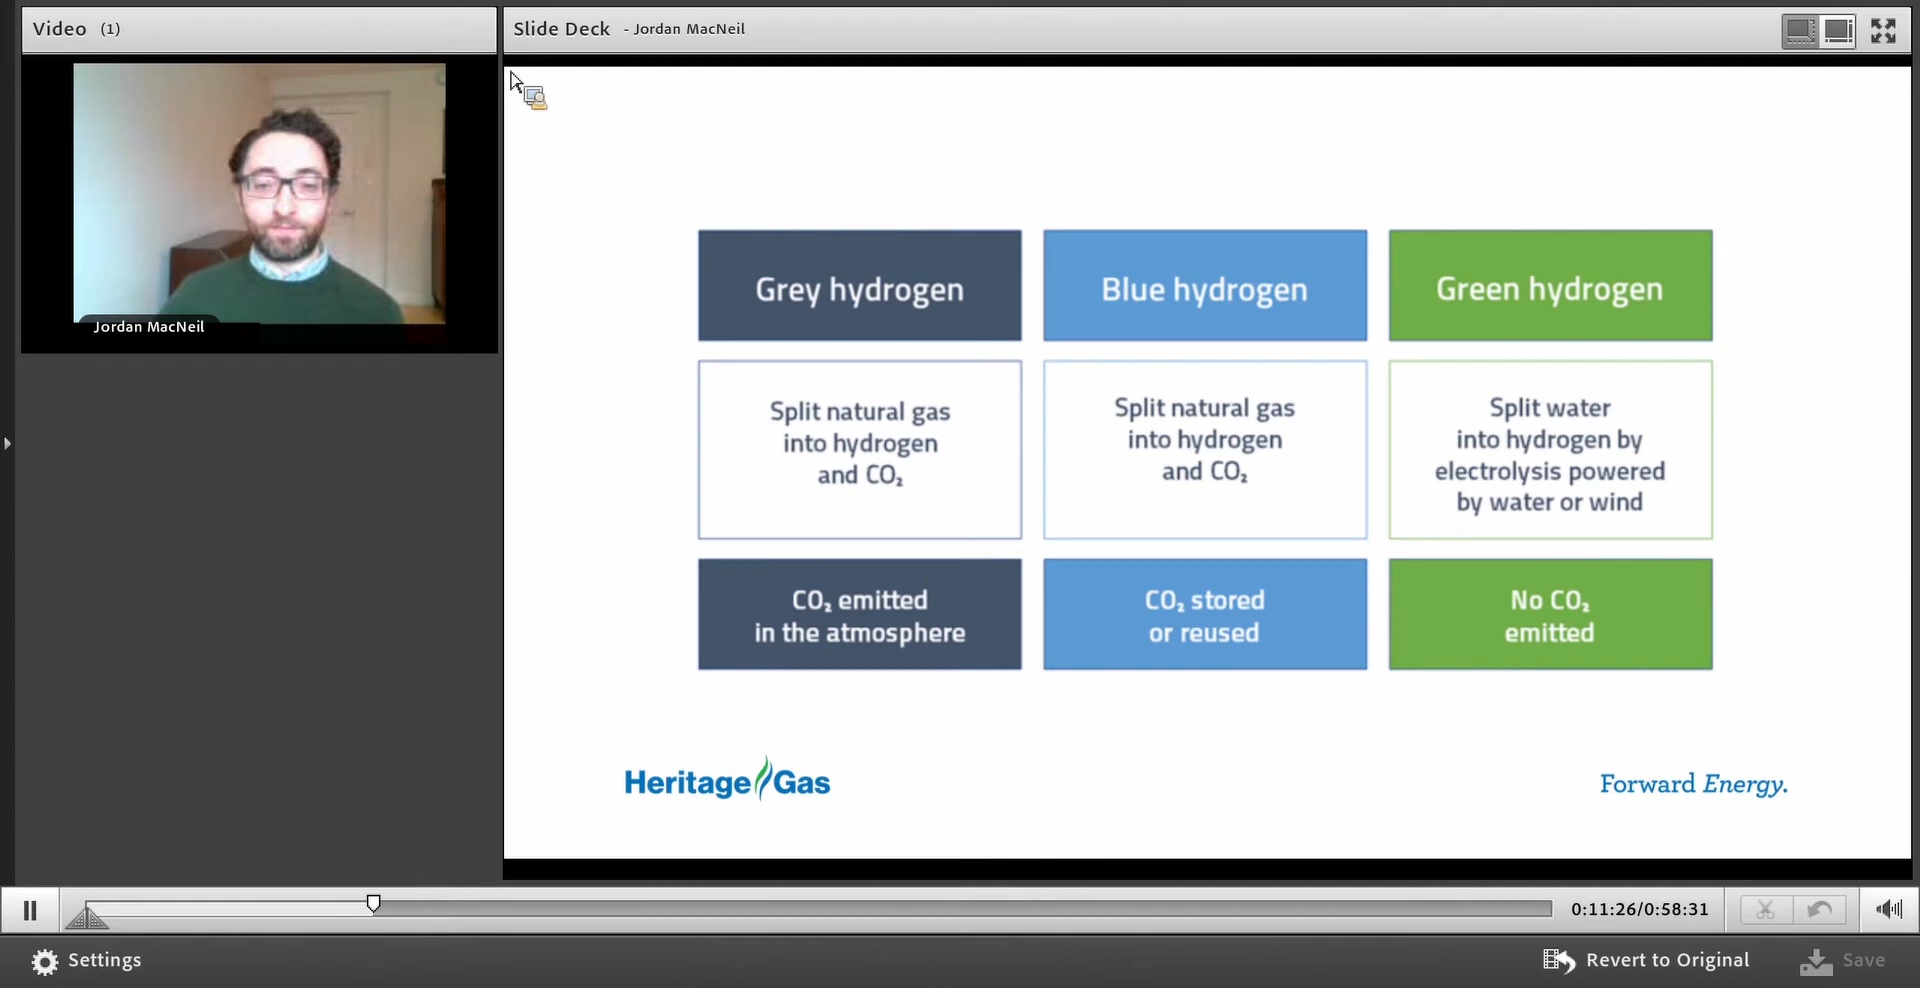 Video (1)
Slide Deck - Jordan MacNeil
Jordan MacNeil
Grey hydrogen
Blue hydrogen
Green hydrogen
Split natural gas
into hydrogen
and CO₂
Split natural gas
into hydrogen
and CO₂
Split water
into hydrogen by
electrolysis powered
by water or wind
CO₂ emitted
in the atmosphere
CO₂ stored
or reused
No CO₂
emitted
Heritage Gas
Forward Energy.
0:11:26/0:58:31
Settings
Revert to Original
Save